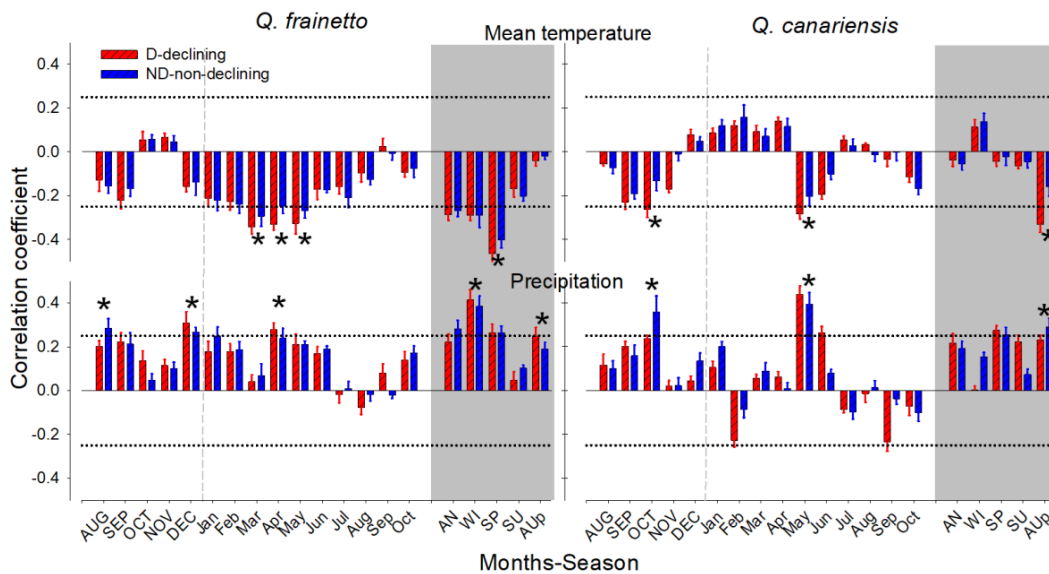 Q. frainetto
Q. canariensis
Mean temperature
D-declining
ND-non-declining
0.4
0.2
0.0
-0.2
-0.4
* * * *
* * *
Precipitation
0.4
0.2
0.0
-0.2
-0.4
* * * * *
* * *
Correlation coefficient
AUG SEP OCT NOV DEC Jan Feb Mar Apr May Jun Jul Aug Sep Oct AN WI SP SU AUp
AUG SEP OCT NOV DEC Jan Feb Mar Apr May Jun Jul Aug Sep Oct AN WI SP SU AUp
Months-Season